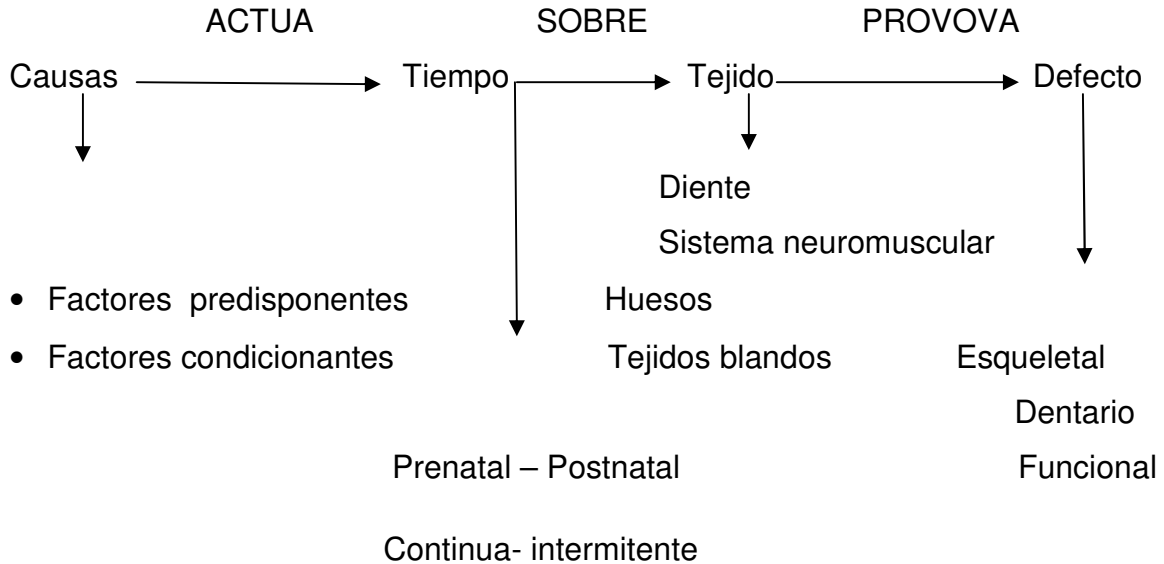 ACTUA SOBRE PROVOVA
Causas Tiempo Tejido Defecto
Diente
Sistema neuromuscular
• Factores predisponentes Huesos
• Factores condicionantes Tejidos blandos Esqueletal
Dentario
Prenatal – Postnatal Funcional
Continua- intermitente